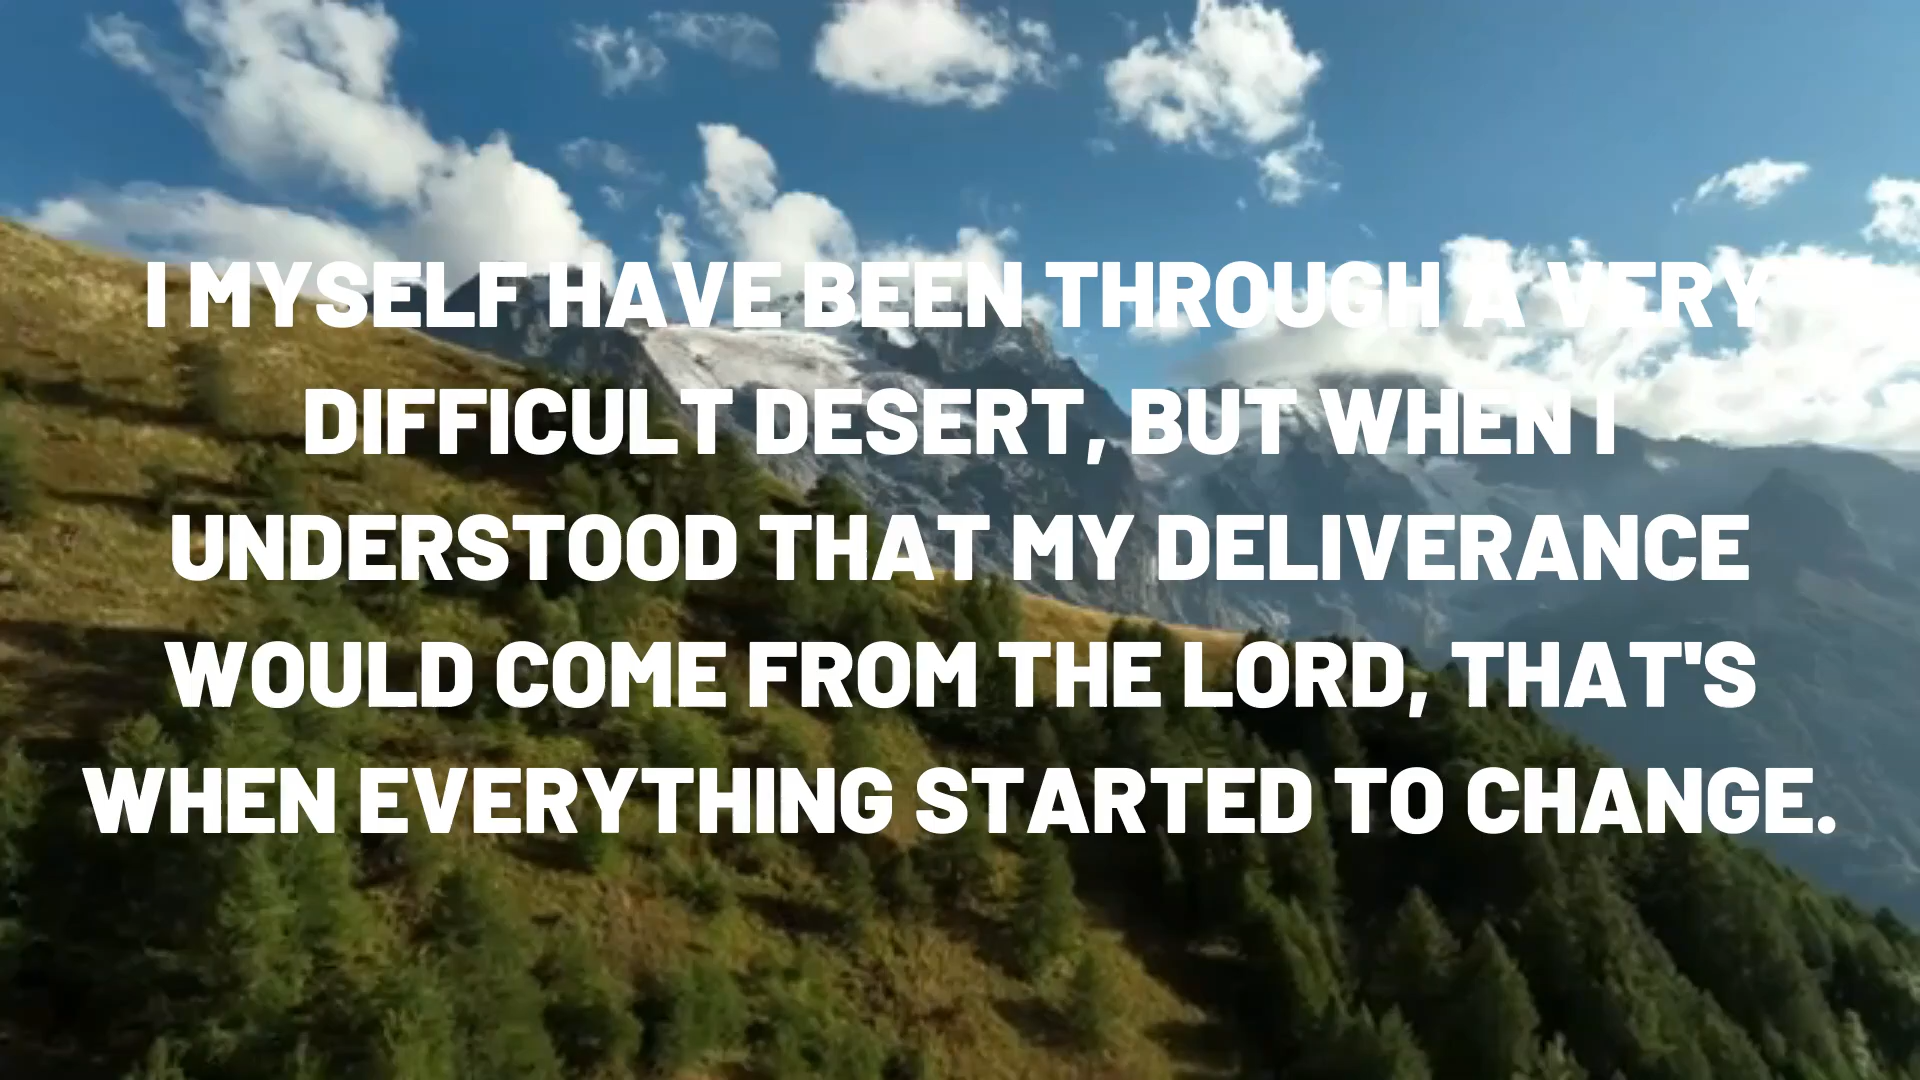 I MYSELF HAVE BEEN THROUGH A VERY
DIFFICULT DESERT, BUT WHEN I
UNDERSTOOD THAT MY DELIVERANCE
WOULD COME FROM THE LORD, THAT'S
WHEN EVERYTHING STARTED TO CHANGE.